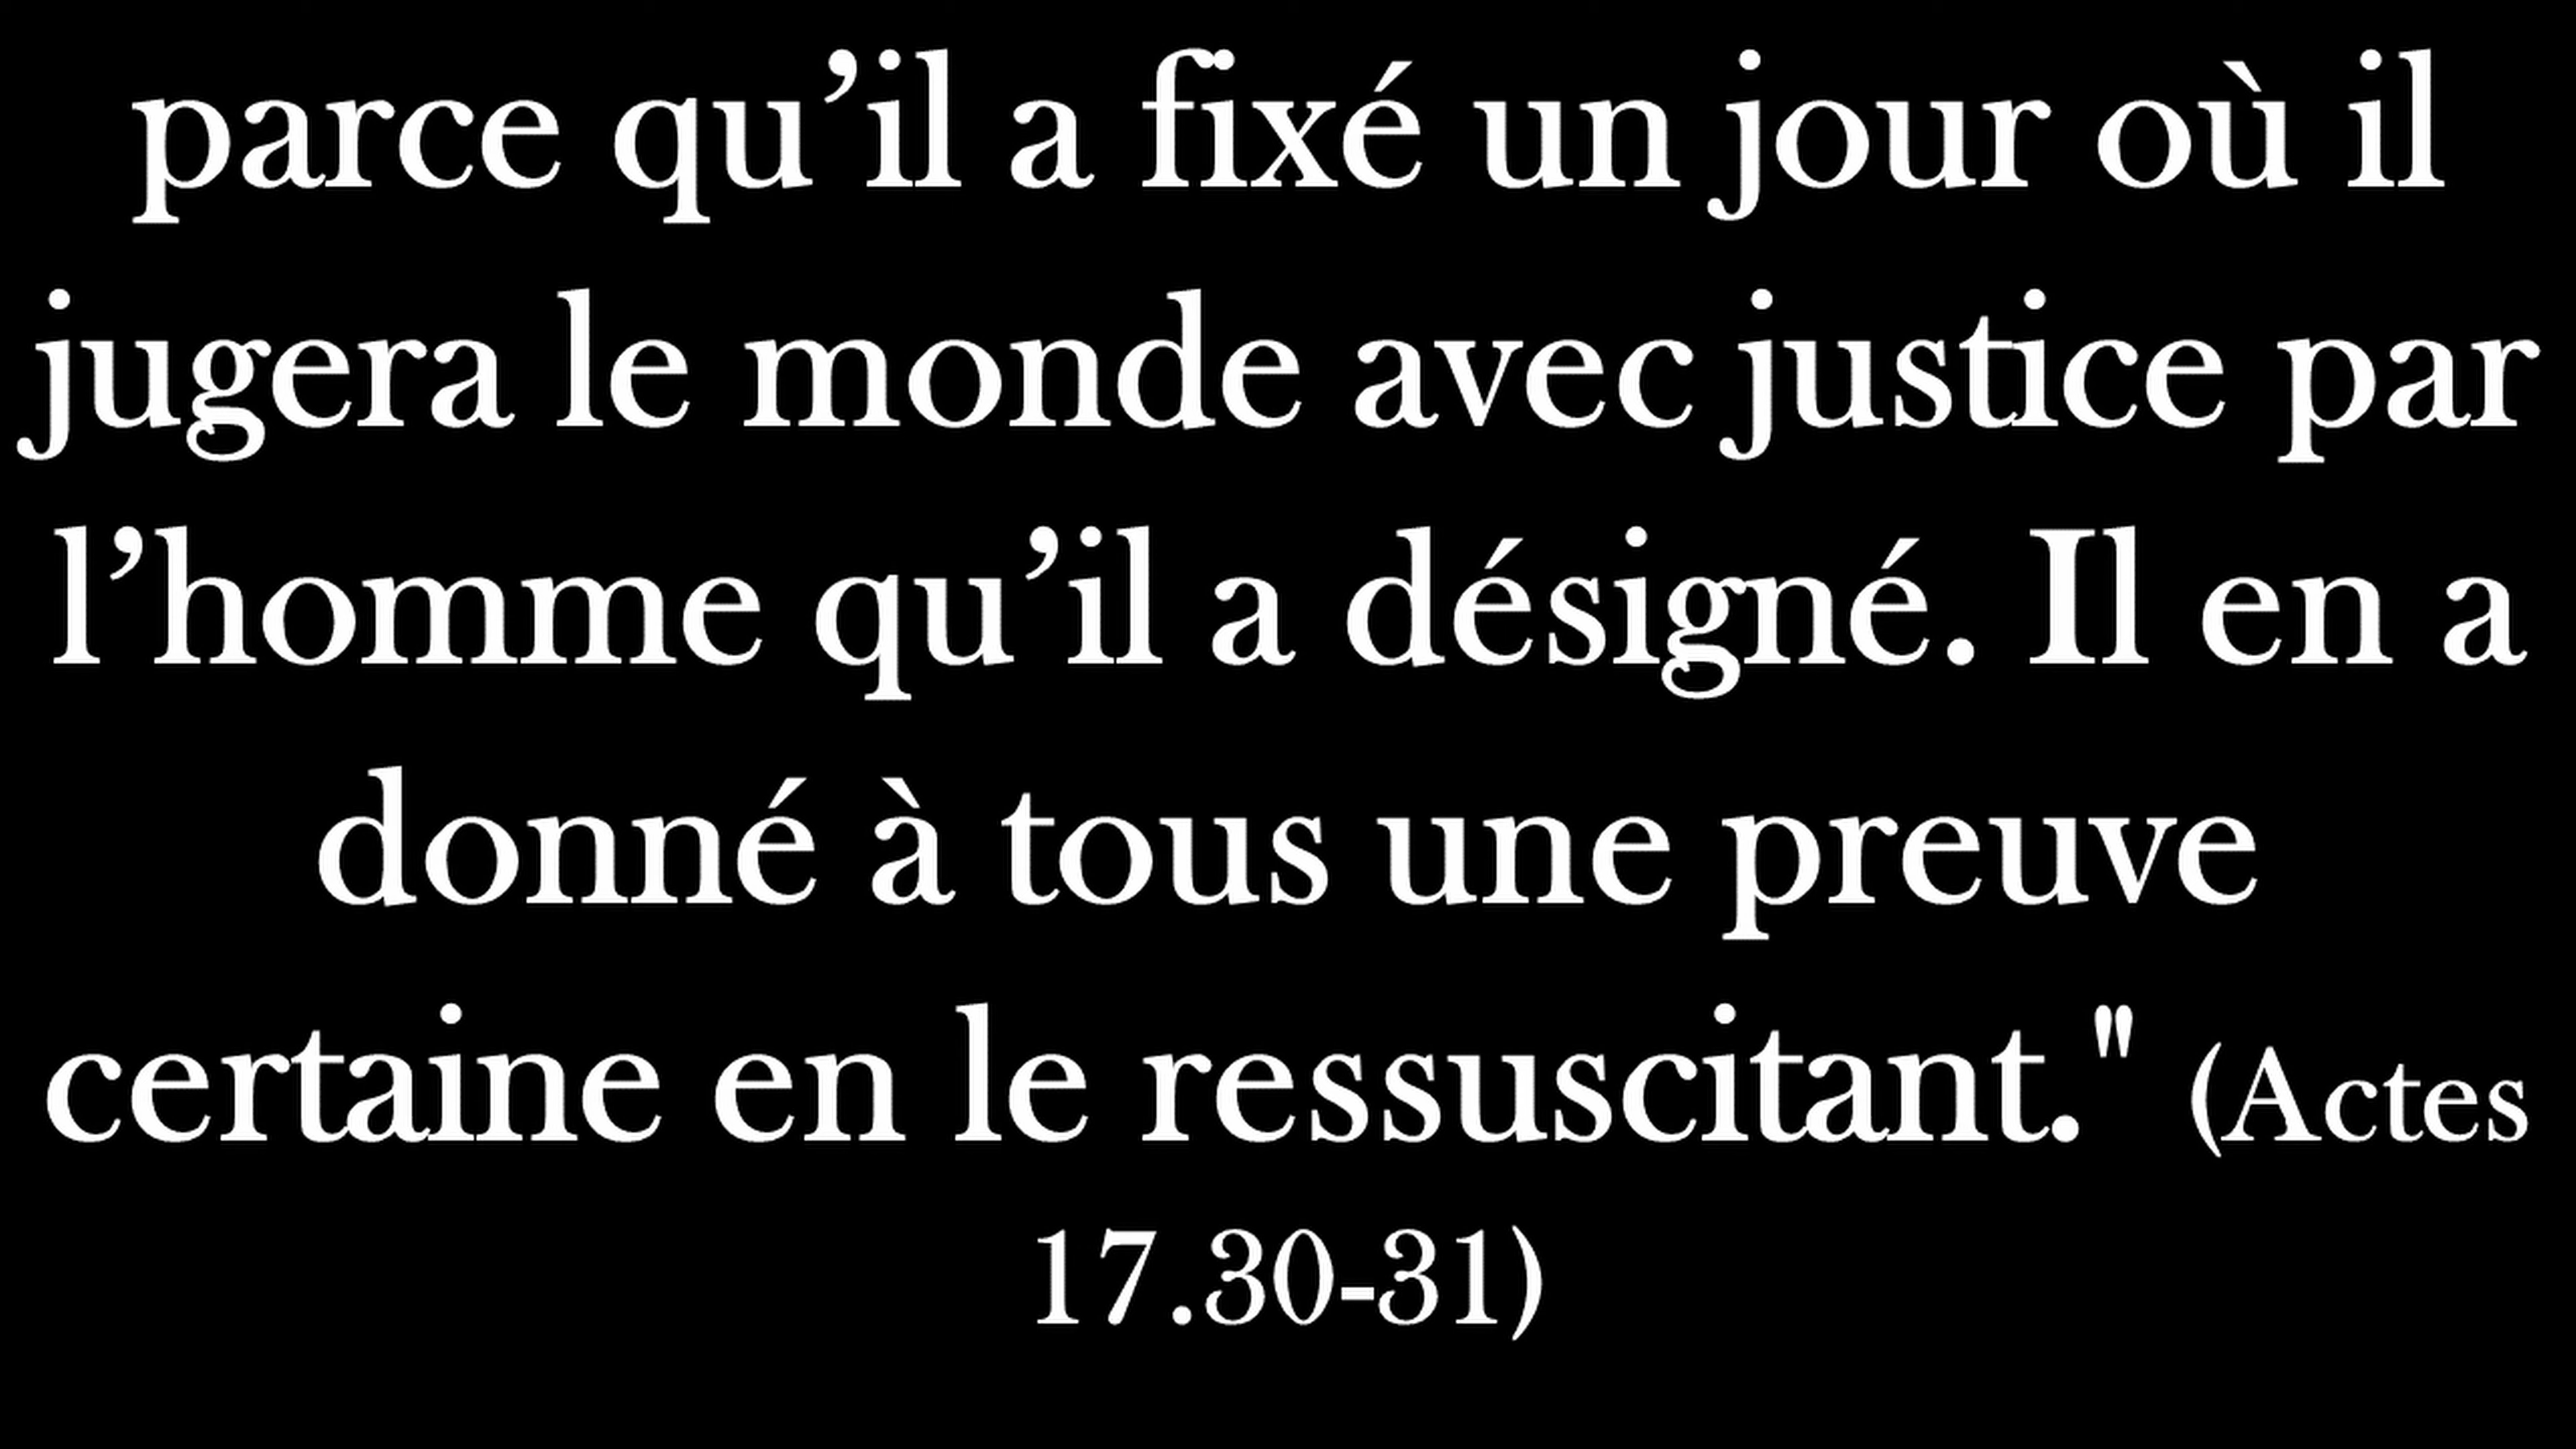 parce qu’il a fixé un jour où il
jugera le monde avec justice par
l’homme qu’il a désigné. Il en a
donné à tous une preuve
certaine en le ressuscitant." (Actes
17.30-31)